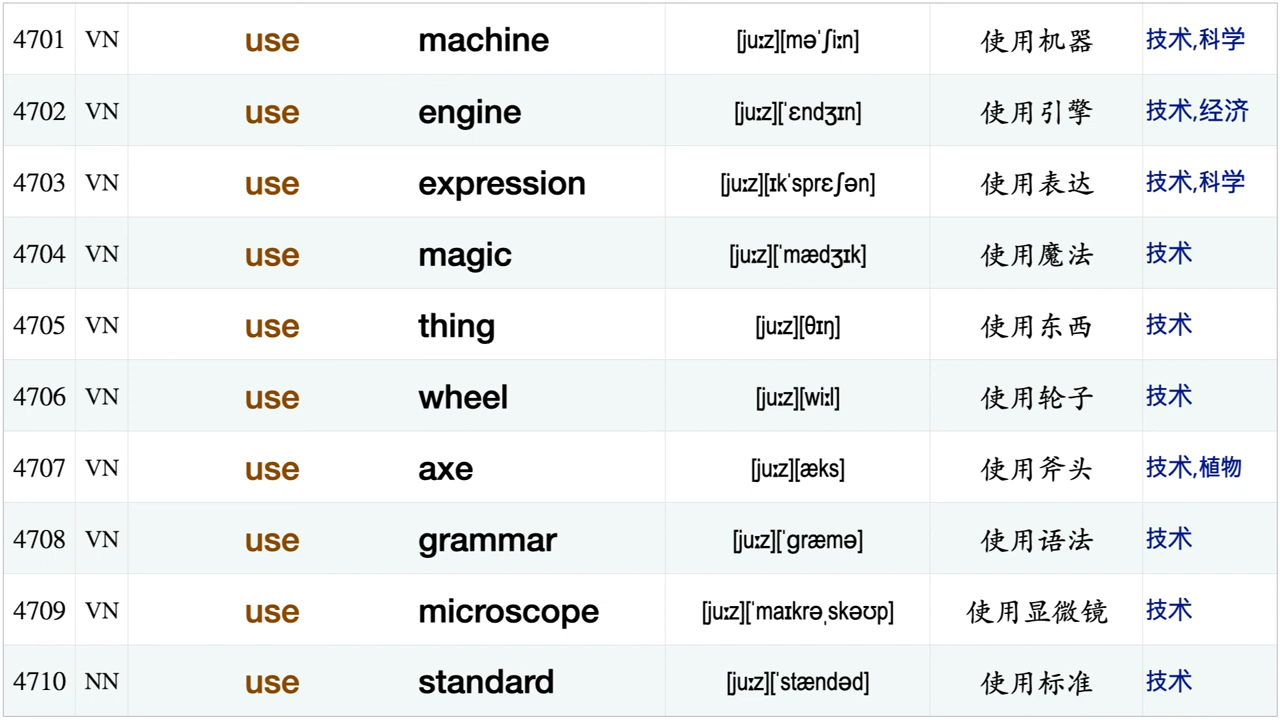 4701 VN use machine [juːz][məˈʃiːn] 使用机器 技术,科学
4702 VN use engine [juːz][ˈɛndʒɪn] 使用引擎 技术,经济
4703 VN use expression [juːz][ɪkˈsprɛʃən] 使用表达 技术,科学
4704 VN use magic [juːz][ˈmædʒɪk] 使用魔法 技术
4705 VN use thing [juːz][θɪŋ] 使用东西 技术
4706 VN use wheel [juːz][wiːl] 使用轮子 技术
4707 VN use axe [juːz][æks] 使用斧头 技术,植物
4708 VN use grammar [juːz][ˈɡræmə] 使用语法 技术
4709 VN use microscope [juːz][ˈmaɪkrəˌskəʊp] 使用显微镜 技术
4710 NN use standard [juːz][ˈstændəd] 使用标准 技术